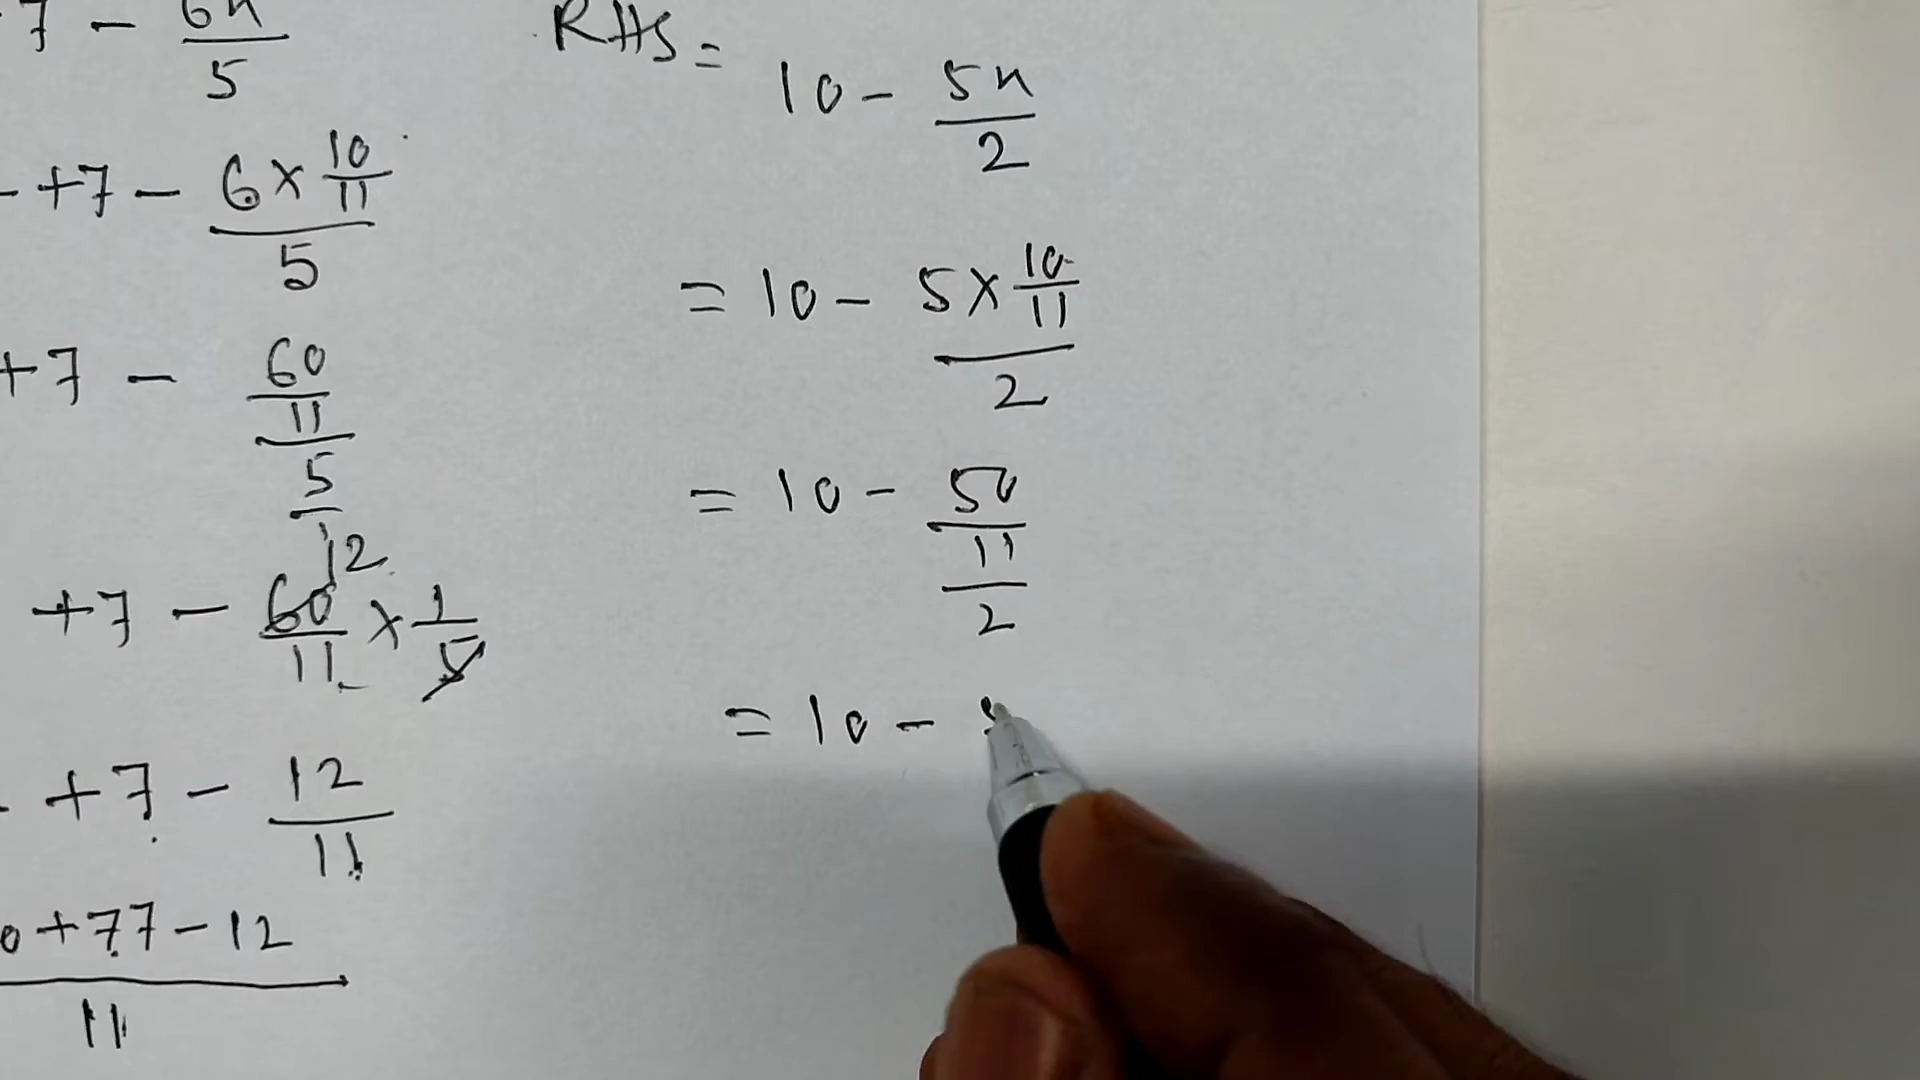 7 - 6x/5
- +7 - (6 × 10/11)/5
+7 - (60/11)/5
+7 - 60/11 × 1/5 12
- +7 - 12/11
0 +77 - 12
11
RHS =
10 - 5x/2
= 10 - (5 × 10/11)/2
= 10 - (50/11)/2
= 10 -